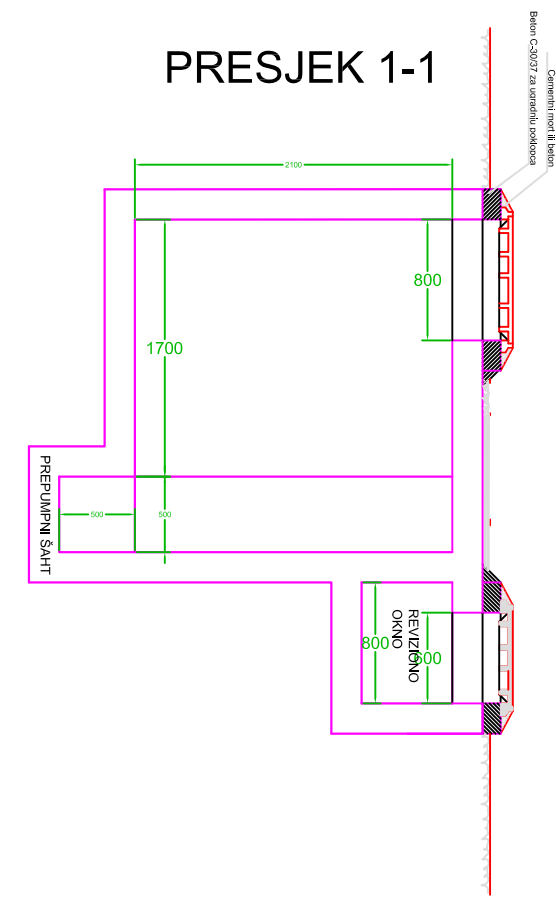 PRESJEK 1-1
Cementni mort ili beton
Beton C-30/37 za ugradnju poklopca
2100
800
1700
PREPUMPNI ŠAHT
500
500
REVIZIONO
OKNO
800
600